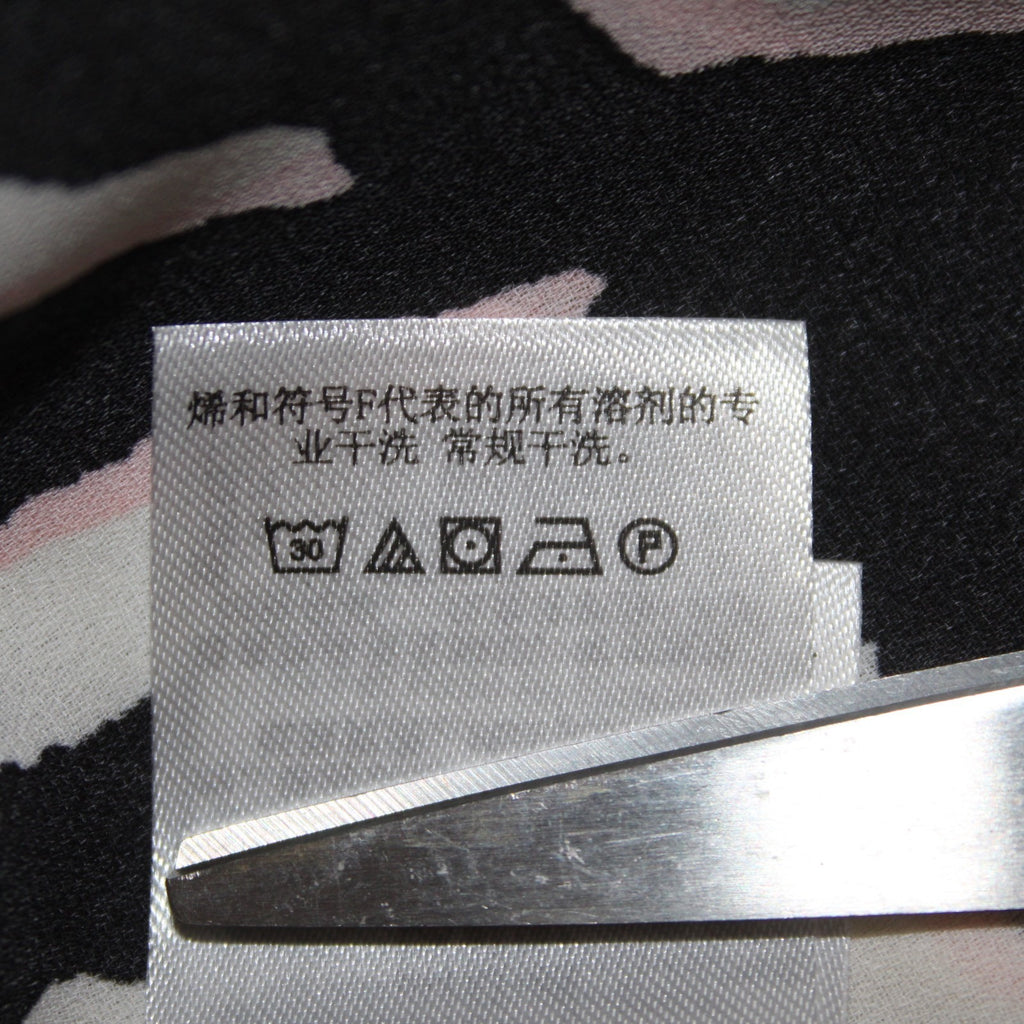 烯和符号F代表的所有溶剂的专
业干洗 常规干洗。
30
P